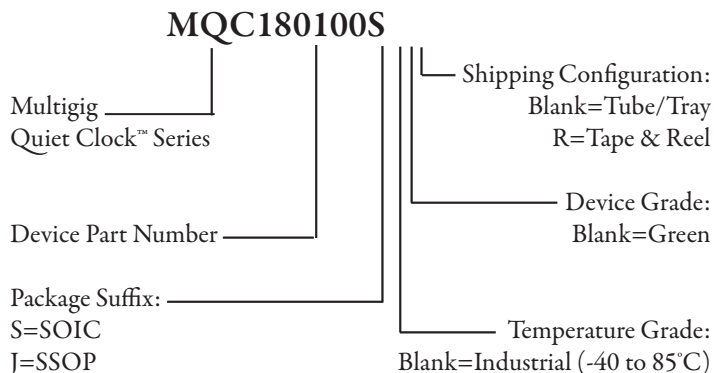 MQC180100S
Multigig
Quiet Clock™ Series
Device Part Number
Package Suffix:
S=SOIC
J=SSOP
Shipping Configuration:
Blank=Tube/Tray
R=Tape & Reel
Device Grade:
Blank=Green
Temperature Grade:
Blank=Industrial (-40 to 85°C)